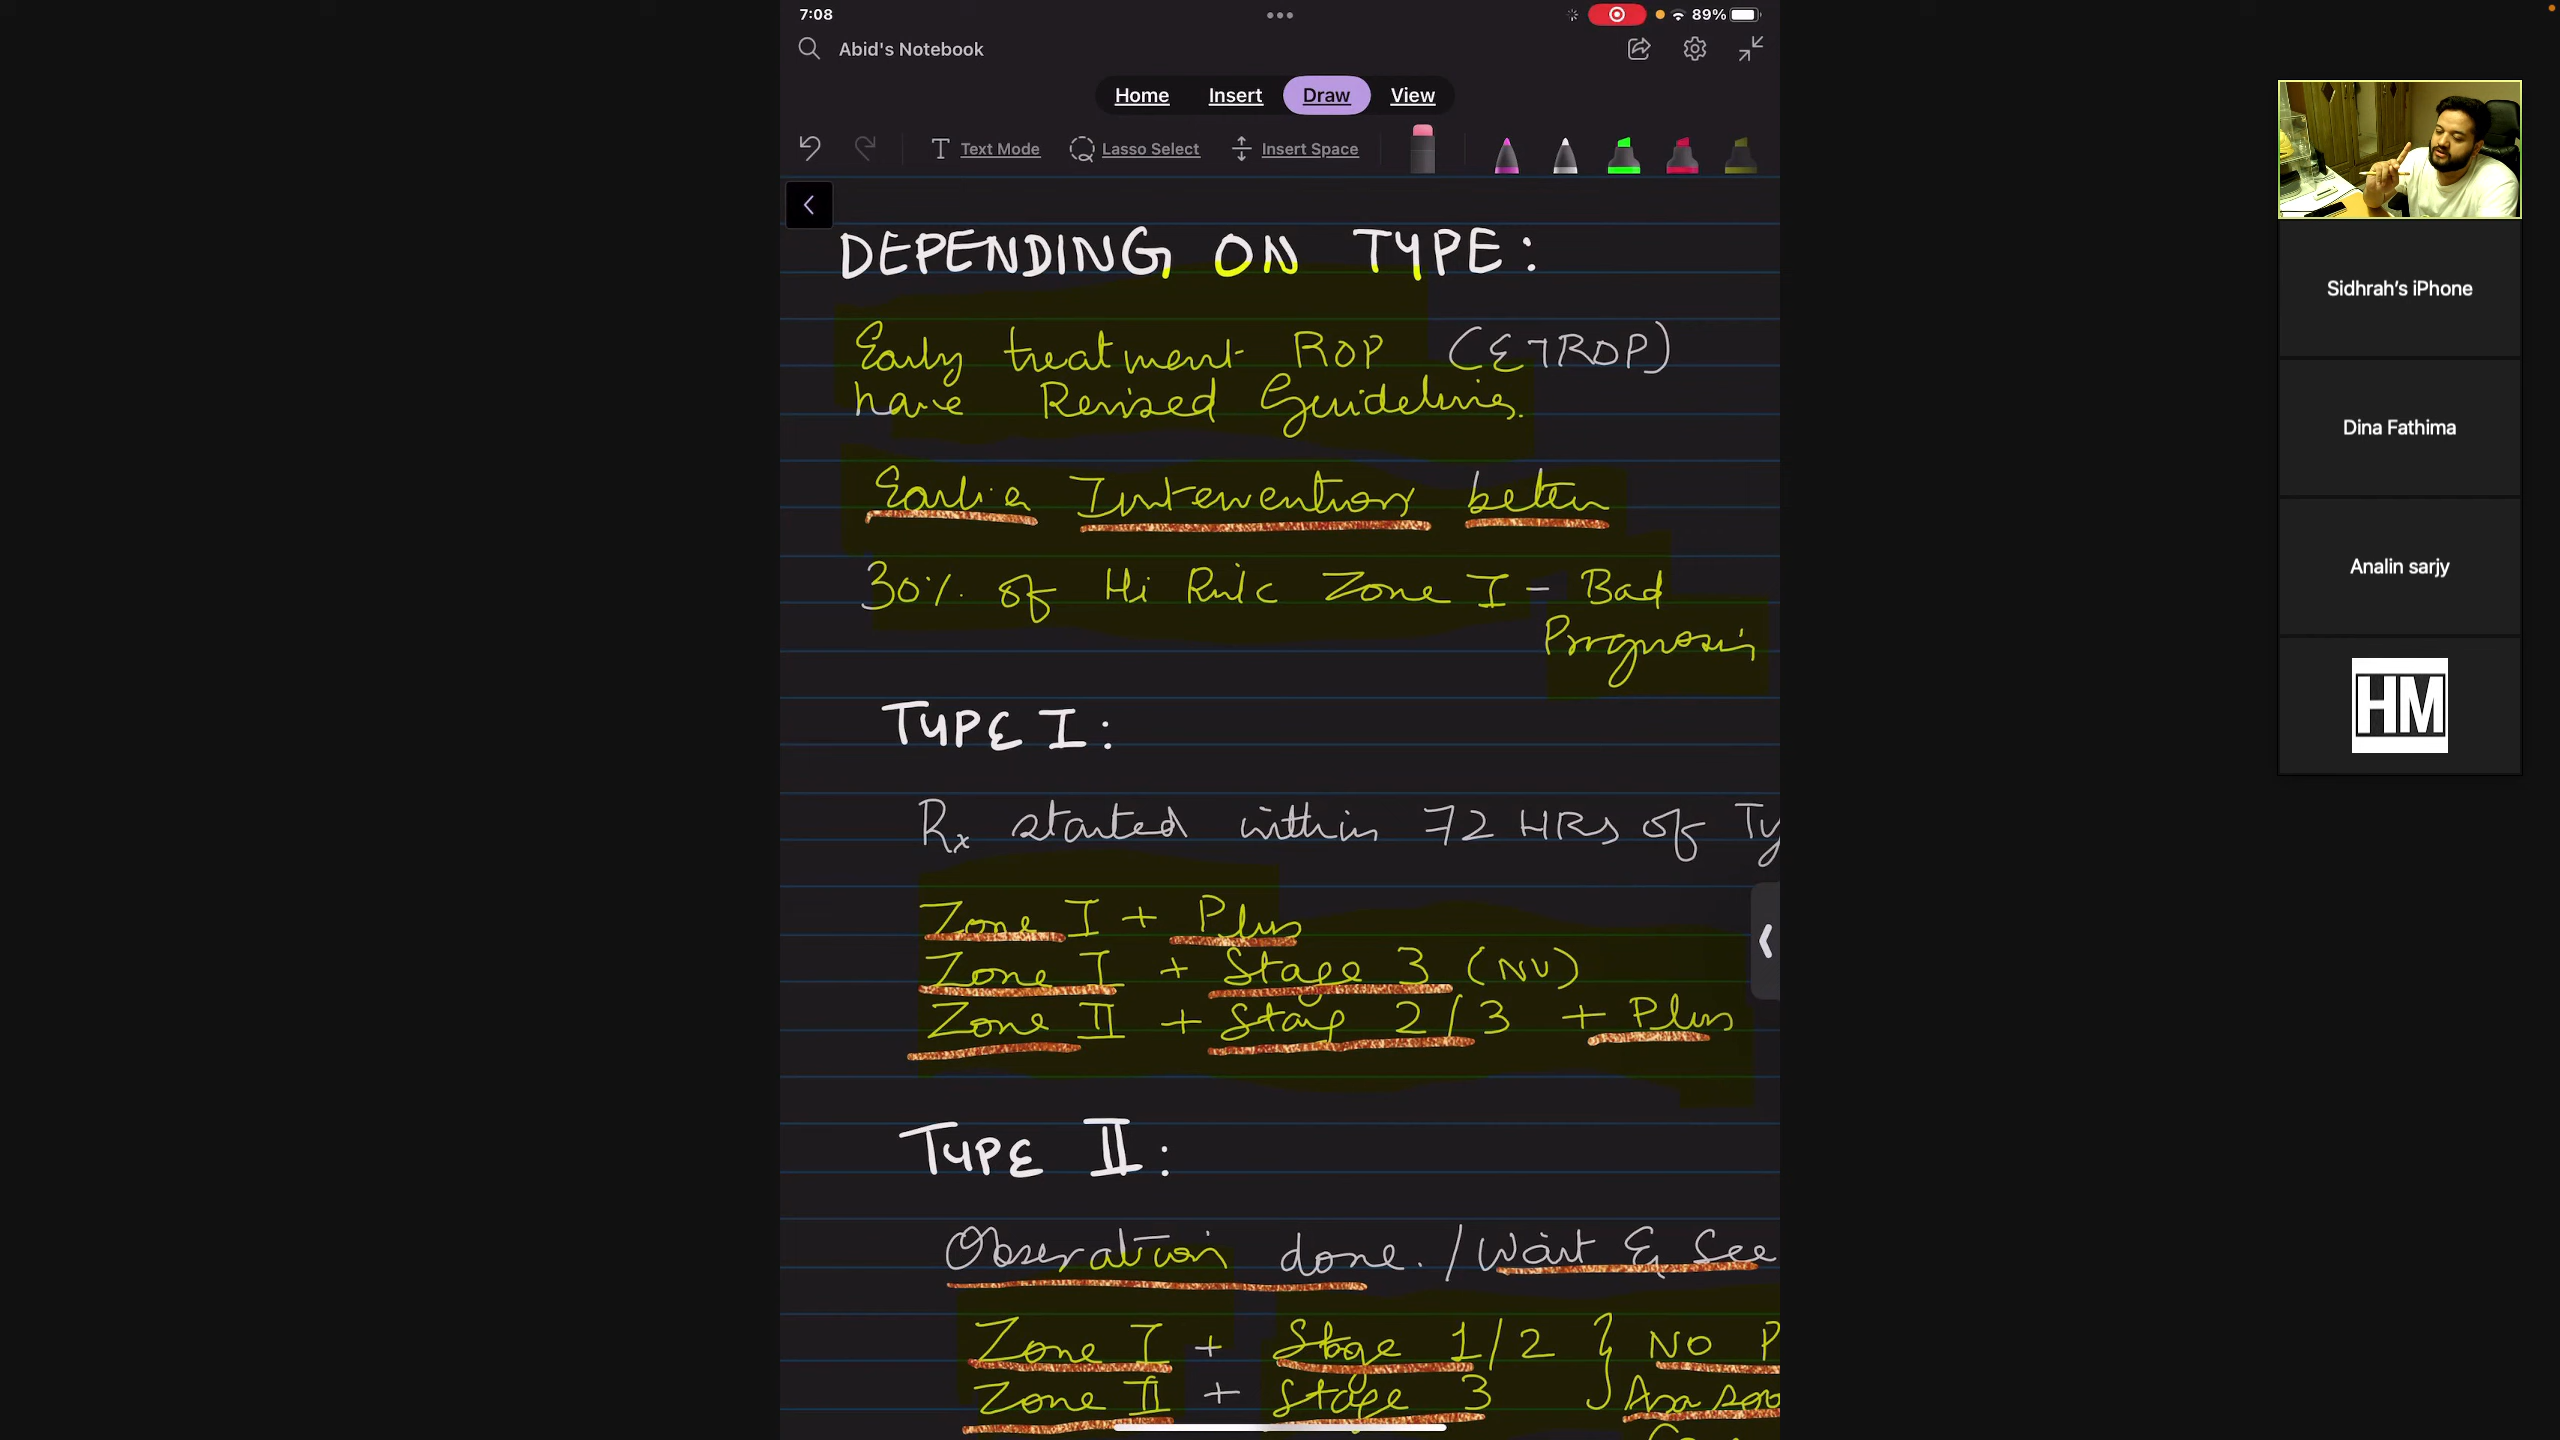 7:08
89%
Abid's Notebook
Home Insert Draw View
Text Mode Lasso Select Insert Space
DEPENDING ON TYPE:
Early treatment ROP (ETROP)
have Revised Guidelines.
Earlier Intervention better
30% of Hi Risk Zone I - Bad
Prognosis
TYPE I:
Rx started within 72 HRs of Ty
Zone I + Plus
Zone I + Stage 3 (NV)
Zone II + Stage 2/3 + Plus
TYPE II:
Observation done. / Wait & See
Zone I + Stage 1/2 } NO P
Zone II + Stage 3
Sidhrah's iPhone
Dina Fathima
Analin sarjy
HM